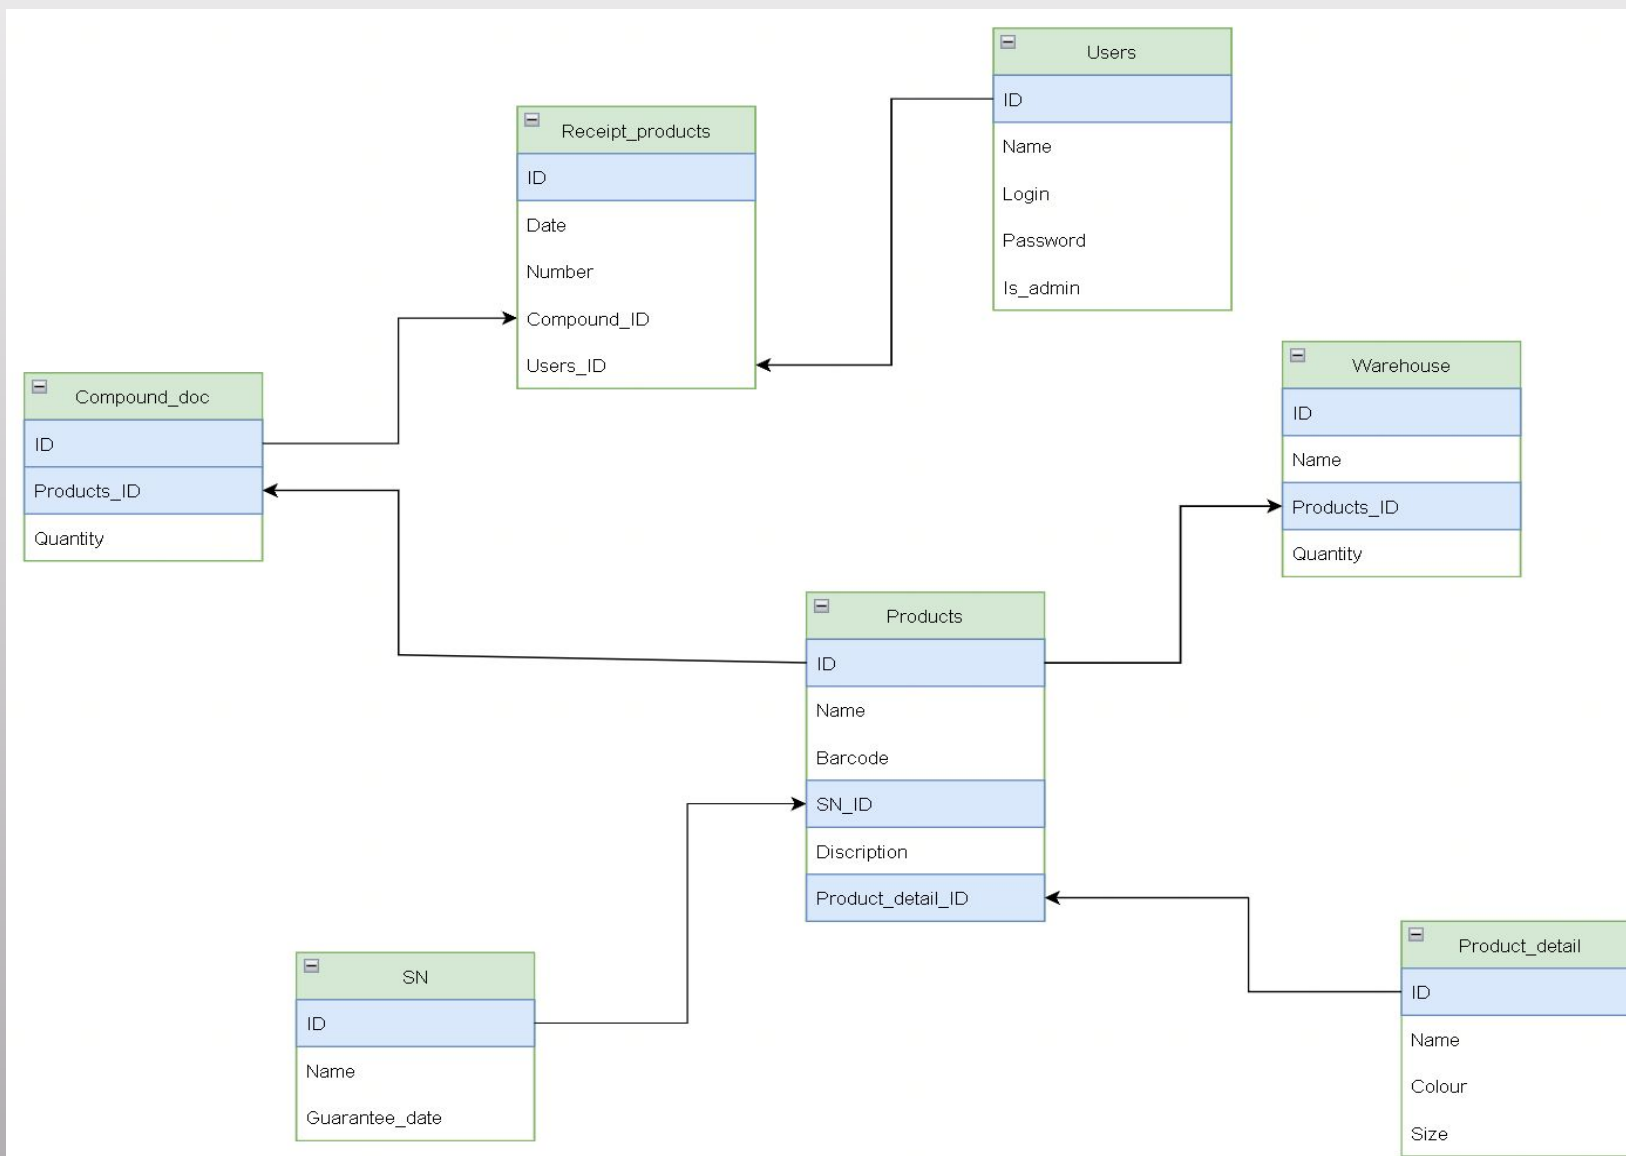 Users
ID
Name
Login
Password
Is_admin
Receipt_products
ID
Date
Number
Compound_ID
Users_ID
Compound_doc
ID
Products_ID
Quantity
Warehouse
ID
Name
Products_ID
Quantity
Products
ID
Name
Barcode
SN_ID
Discription
Product_detail_ID
SN
ID
Name
Guarantee_date
Product_detail
ID
Name
Colour
Size